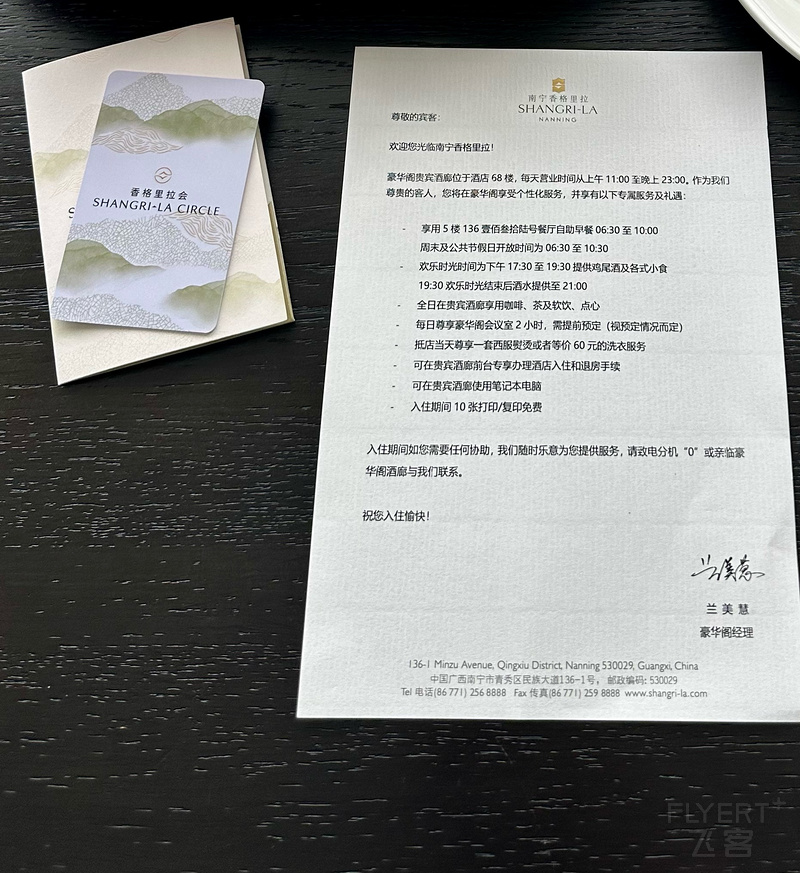 香格里拉会
SHANGRI-LA CIRCLE
南宁香格里拉
SHANGRI-LA
NANNING
尊敬的宾客：
欢迎您光临南宁香格里拉！
豪华阁贵宾酒廊位于酒店 68 楼，每天营业时间从上午 11:00 至晚上 23:00。作为我们
尊贵的客人，您将在豪华阁享受个性化服务，并享有以下专属服务及礼遇：
- 享用 5 楼 136 壹佰叁拾陆号餐厅自助早餐 06:30 至 10:00
周末及公共节假日开放时间为 06:30 至 10:30
- 欢乐时光时间为下午 17:30 至 19:30 提供鸡尾酒及各式小食
19:30 欢乐时光结束后酒水提供至 21:00
- 全日在贵宾酒廊享用咖啡、茶及软饮、点心
- 每日尊享豪华阁会议室 2 小时，需提前预定（视预定情况而定）
- 抵店当天尊享一套西服熨烫或者等价 60 元的洗衣服务
- 可在贵宾酒廊前台专享办理酒店入住和退房手续
- 可在贵宾酒廊使用笔记本电脑
- 入住期间 10 张打印/复印免费
入住期间如您需要任何协助，我们随时乐意为您提供服务，请致电分机“0”或亲临豪
华阁酒廊与我们联系。
祝您入住愉快！
兰美慧
兰 美 慧
豪华阁经理
136-1 Minzu Avenue, Qingxiu District, Nanning 530029, Guangxi, China
中国广西南宁市青秀区民族大道136-1号， 邮政编码: 530029
Tel 电话(86 771) 256 8888 Fax 传真(86 771) 259 8888 www.shangri-la.com
FLYERT+
飞客